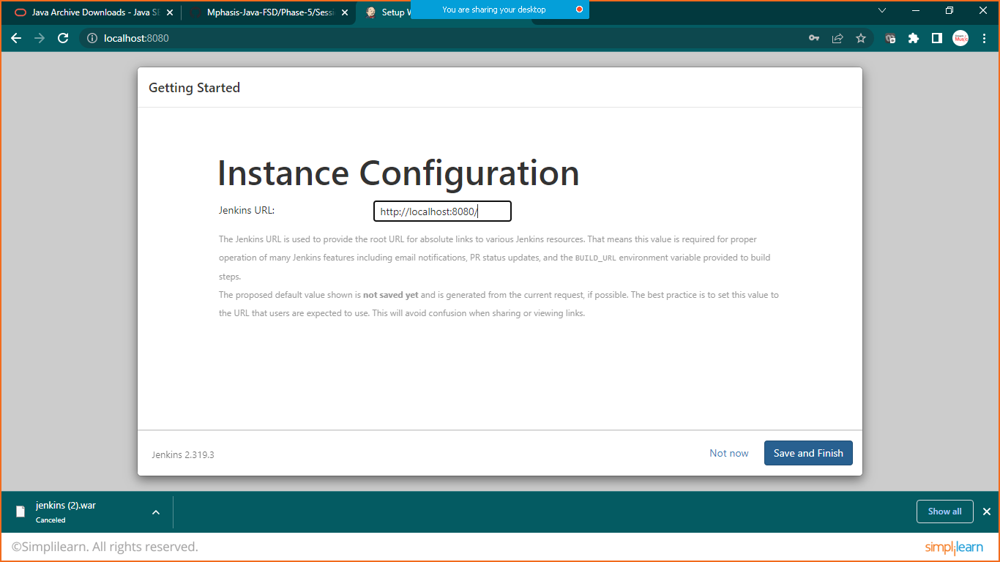 Java Archive Downloads - Java SE
Mphasis-Java-FSD/Phase-5/Sessi
Setup W
You are sharing your desktop
localhost:8080
Getting Started
Instance Configuration
Jenkins URL:
http://localhost:8080/
The Jenkins URL is used to provide the root URL for absolute links to various Jenkins resources. That means this value is required for proper
operation of many Jenkins features including email notifications, PR status updates, and the BUILD_URL environment variable provided to build
steps.
The proposed default value shown is not saved yet and is generated from the current request, if possible. The best practice is to set this value to
the URL that users are expected to use. This will avoid confusion when sharing or viewing links.
Jenkins 2.319.3
Not now
Save and Finish
jenkins (2).war
Canceled
Show all
©Simplilearn. All rights reserved.
simplilearn